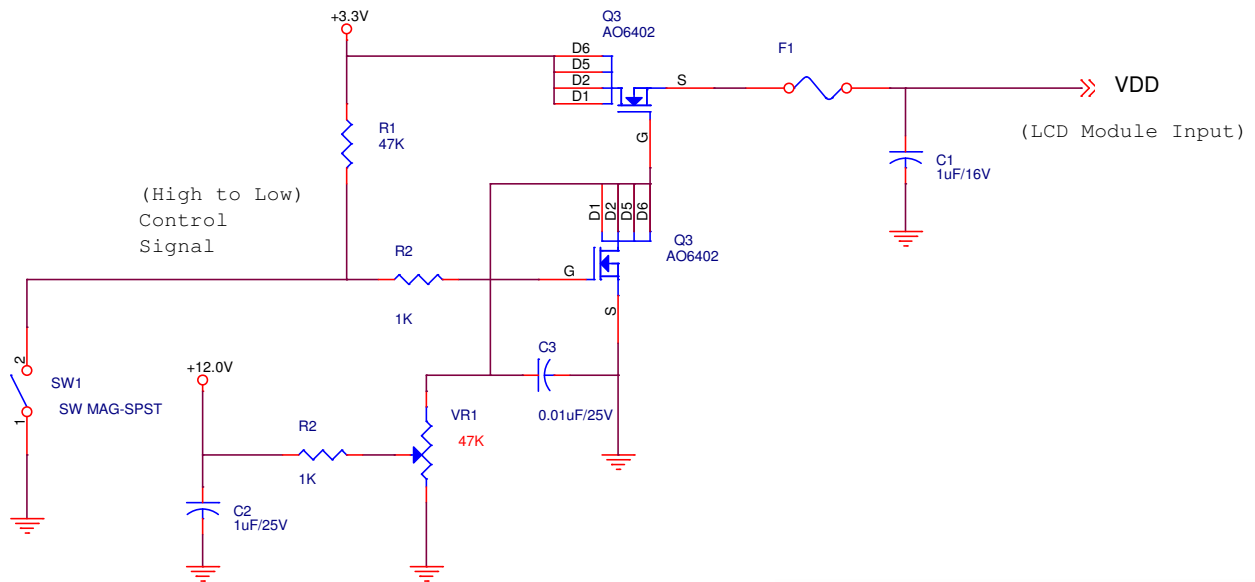 +3.3V
Q3
AO6402
D6
D5
D2
D1
S
G
F1
VDD
(LCD Module Input)
C1
1uF/16V
R1
47K
(High to Low)
Control
Signal
R2
1K
G
D1
D2
D5
D6
Q3
AO6402
S
2
1
SW1
SW MAG-SPST
+12.0V
R2
1K
C2
1uF/25V
VR1
47K
C3
0.01uF/25V